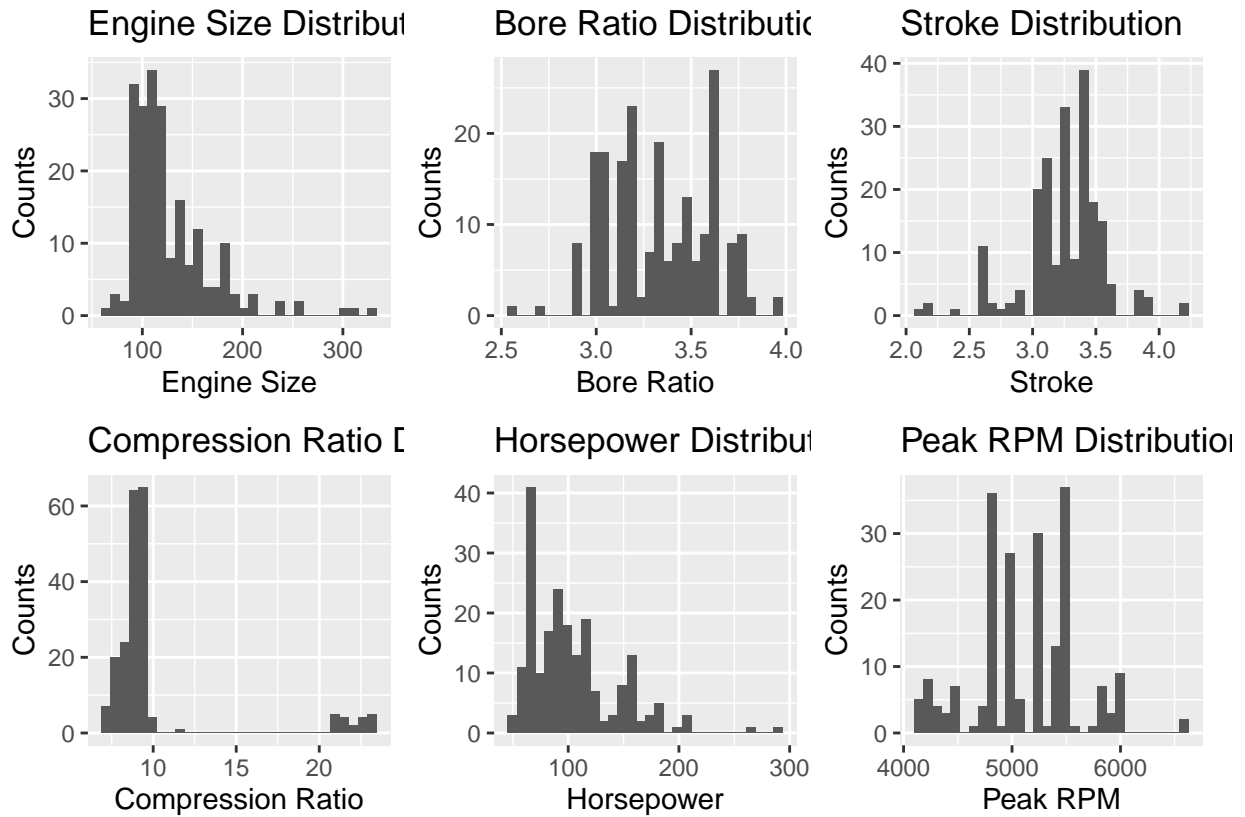 Engine Size Distribut
Counts
30
20
10
0
100 200 300
Engine Size
Bore Ratio Distributio
Counts
20
10
0
2.5 3.0 3.5 4.0
Bore Ratio
Stroke Distribution
Counts
40
30
20
10
0
2.0 2.5 3.0 3.5 4.0
Stroke
Compression Ratio D
Counts
60
40
20
0
10 15 20
Compression Ratio
Horsepower Distribut
Counts
40
30
20
10
0
100 200 300
Horsepower
Peak RPM Distribution
Counts
30
20
10
0
4000 5000 6000
Peak RPM